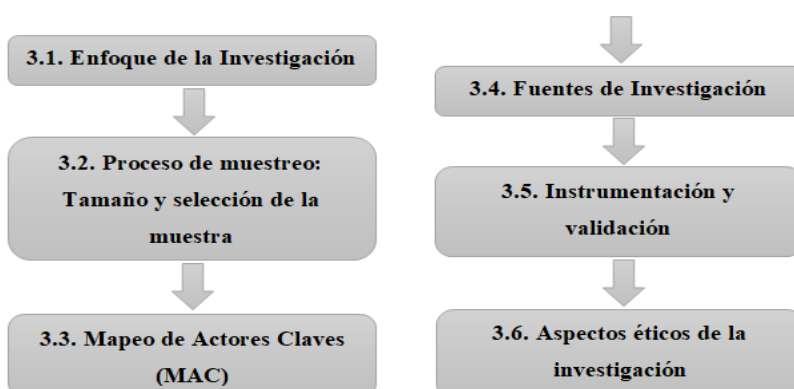 3.1. Enfoque de la Investigación
3.2. Proceso de muestreo:
Tamaño y selección de la
muestra
3.3. Mapeo de Actores Claves
(MAC)
3.4. Fuentes de Investigación
3.5. Instrumentación y
validación
3.6. Aspectos éticos de la
investigación